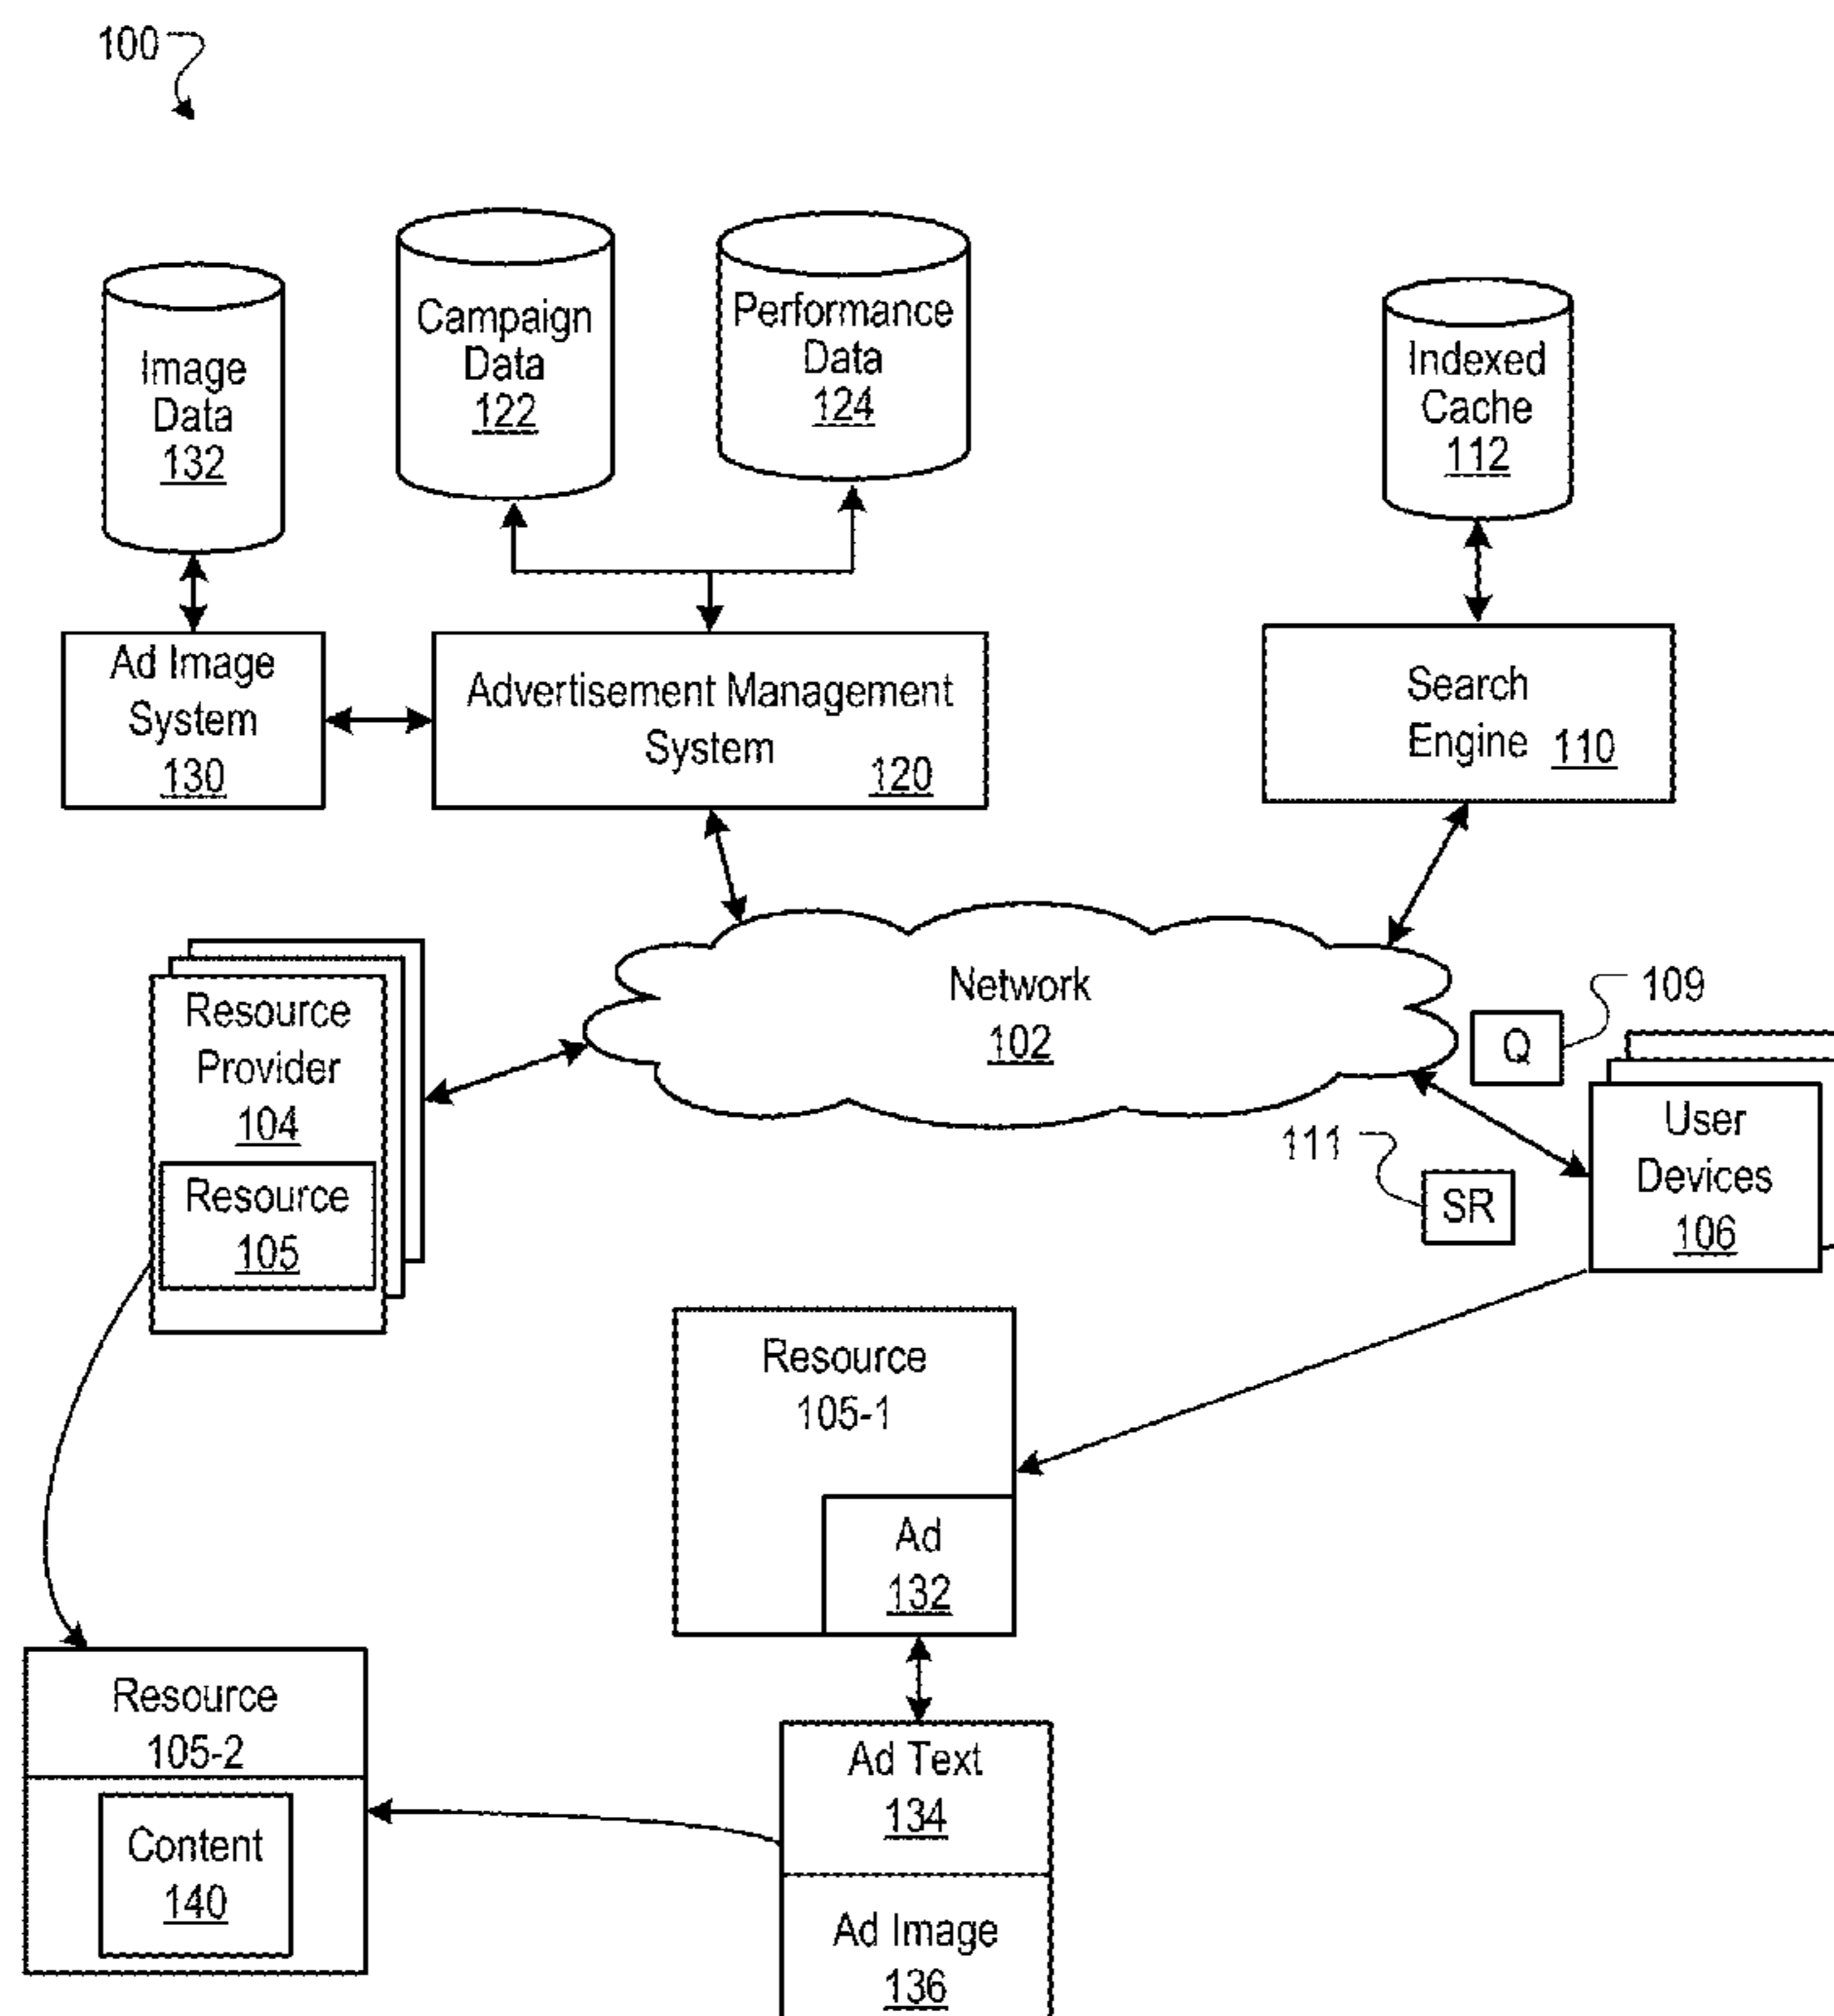 100
Image
Data
132
Campaign
Data
122
Performance
Data
124
Indexed
Cache
112
Ad Image
System
130
Advertisement Management
System 120
Search
Engine 110
Network
102
Resource
Provider
104
Resource
105
Q
109
111
SR
User
Devices
106
Resource
105-1
Ad
132
Resource
105-2
Content
140
Ad Text
134
Ad Image
136